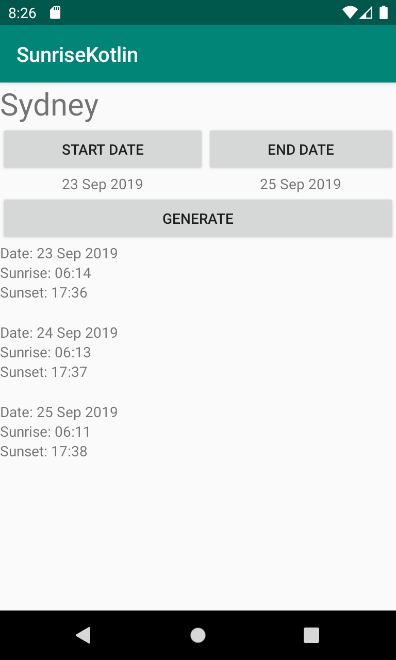 8:26
SunriseKotlin
Sydney
START DATE END DATE
23 Sep 2019 25 Sep 2019
GENERATE
Date: 23 Sep 2019
Sunrise: 06:14
Sunset: 17:36
Date: 24 Sep 2019
Sunrise: 06:13
Sunset: 17:37
Date: 25 Sep 2019
Sunrise: 06:11
Sunset: 17:38